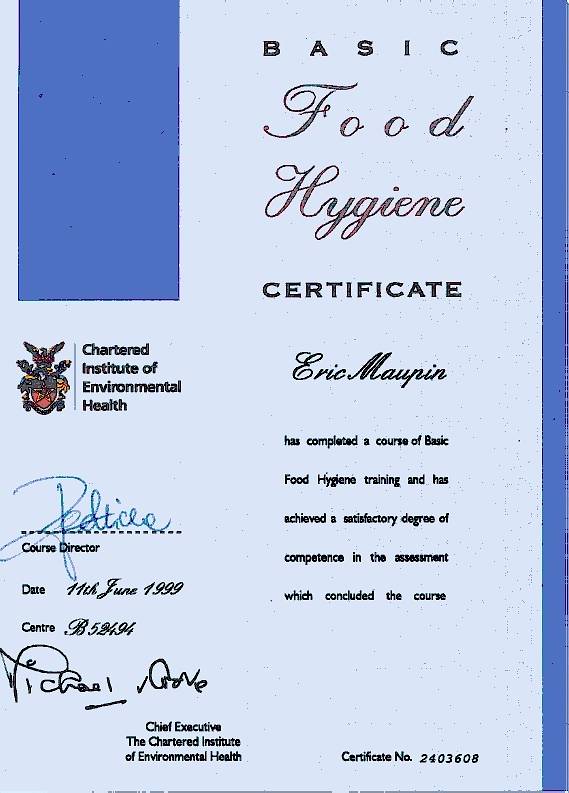 BASIC
Food
Hygiene
CERTIFICATE
Chartered
Institute of
Environmental
Health
Eric Maupin
has completed a course of Basic
Food Hygiene training and has
achieved a satisfactory degree of
competence in the assessment
which concluded the course
Course Director
Date 11th June 1999
Centre B52494
Michael
Chief Executive
The Chartered Institute
of Environmental Health
Certificate No. 2403608